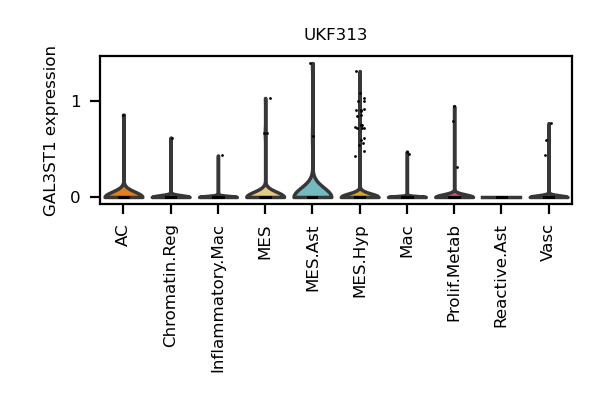 UKF313
GAL3ST1 expression
1
0
AC
Chromatin.Reg
Inflammatory.Mac
MES
MES.Ast
MES.Hyp
Mac
Prolif.Metab
Reactive.Ast
Vasc